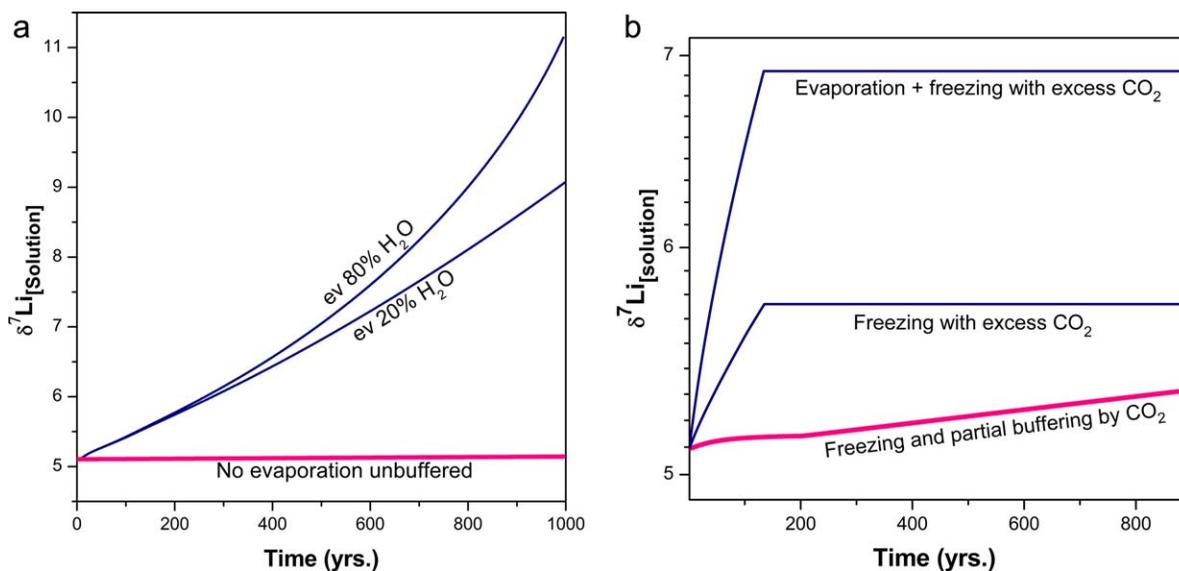 a
11
10
9
8
7
6
5
δ⁷Li[Solution]
ev 80% H₂O
ev 20% H₂O
No evaporation unbuffered
0 200 400 600 800 1000
Time (yrs.)
b
7
6
5
δ⁷Li[solution]
Evaporation + freezing with excess CO₂
Freezing with excess CO₂
Freezing and partial buffering by CO₂
200 400 600 800
Time (yrs.)